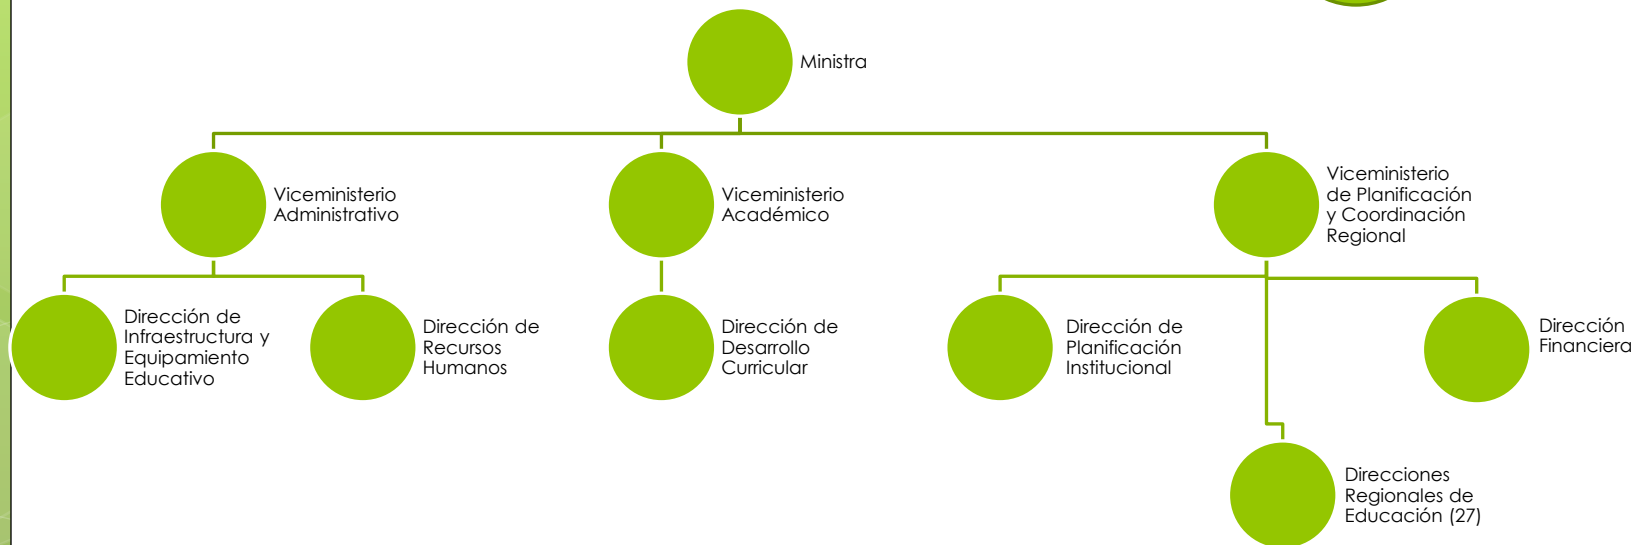 Ministra
Viceministerio
Administrativo
Viceministerio
Académico
Viceministerio
de Planificación
y Coordinación
Regional
Dirección de
Infraestructura y
Equipamiento
Educativo
Dirección de
Recursos
Humanos
Dirección de
Desarrollo
Curricular
Dirección de
Planificación
Institucional
Dirección
Financiera
Direcciones
Regionales de
Educación (27)